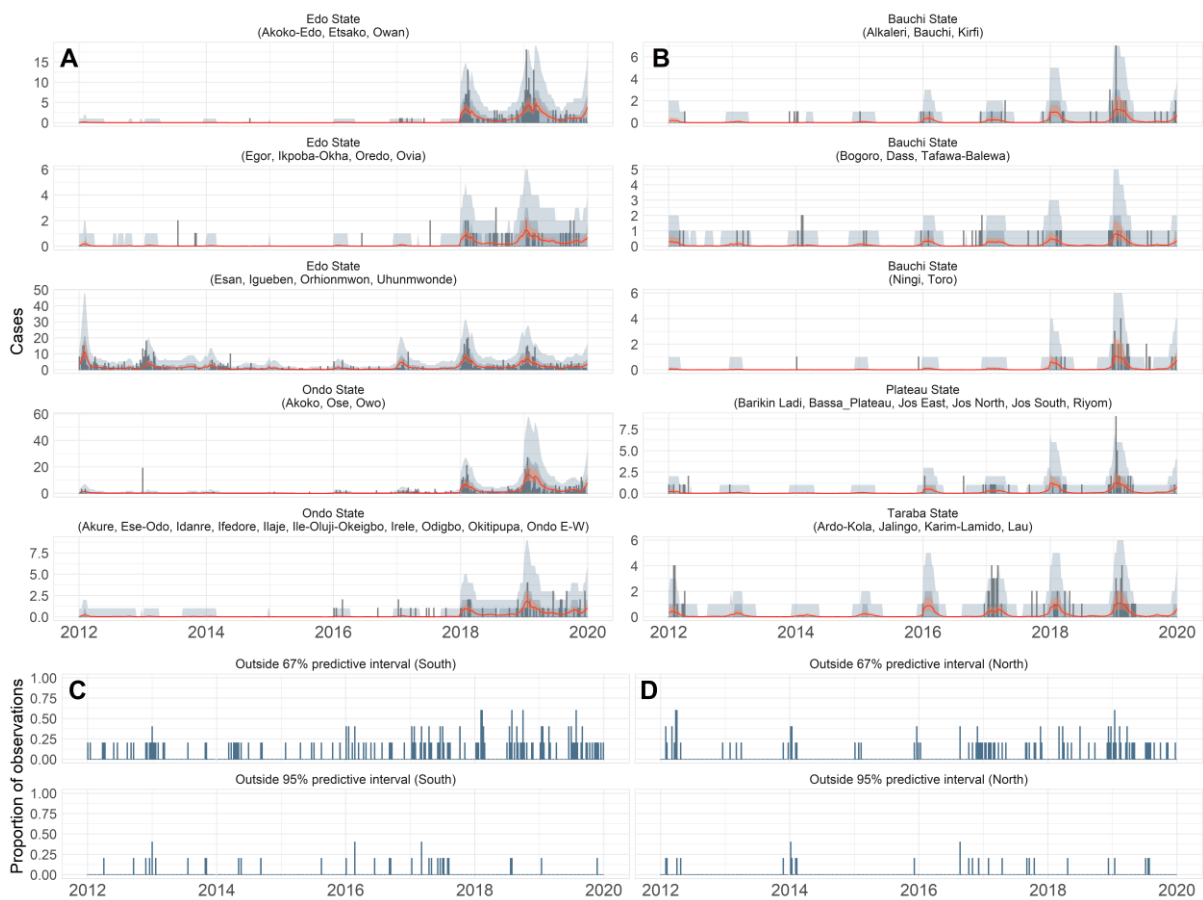 Edo State
(Akoko-Edo, Etsako, Owan)
A
15
10
5
0
Edo State
(Egor, Ikpoba-Okha, Oredo, Ovia)
6
4
2
0
Edo State
(Esan, Igueben, Orhionmwon, Uhunmwonde)
50
40
30
20
10
0
Ondo State
(Akoko, Ose, Owo)
60
40
20
0
Ondo State
(Akure, Ese-Odo, Idanre, Ifedore, Ilaje, Ile-Oluji-Okeigbo, Irele, Odigbo, Okitipupa, Ondo E-W)
7.5
5.0
2.5
0.0
2012 2014 2016 2018 2020
Cases
Bauchi State
(Alkaleri, Bauchi, Kirfi)
B
6
4
2
0
Bauchi State
(Bogoro, Dass, Tafawa-Balewa)
5
4
3
2
1
0
Bauchi State
(Ningi, Toro)
6
4
2
0
Plateau State
(Barikin Ladi, Bassa_Plateau, Jos East, Jos North, Jos South, Riyom)
7.5
5.0
2.5
0.0
Taraba State
(Ardo-Kola, Jalingo, Karim-Lamido, Lau)
6
4
2
0
2012 2014 2016 2018 2020
Outside 67% predictive interval (South)
C
1.00
0.75
0.50
0.25
0.00
Outside 95% predictive interval (South)
1.00
0.75
0.50
0.25
0.00
2012 2014 2016 2018 2020
Proportion of observations
Outside 67% predictive interval (North)
D
Outside 95% predictive interval (North)
2012 2014 2016 2018 2020